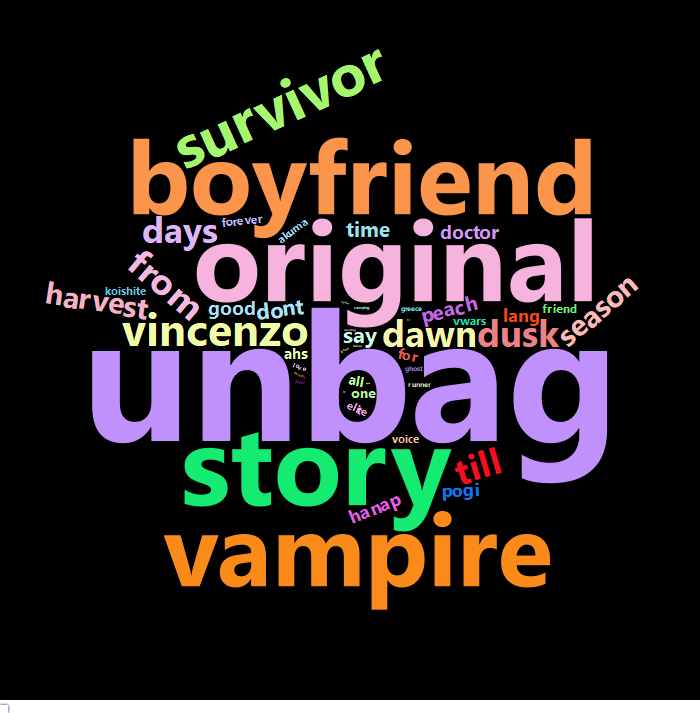 survivor
boyfriend
days
forever
akuma
time
doctor
original
from
harvest
koishite
good
dont
peach
greece
vwars
lang
friend
season
vincenzo
say
dawn
dusk
camping
ahs
for
ghost
love
unbag
all
one
elite
runner
voice
story
till
pogi
hanap
vampire